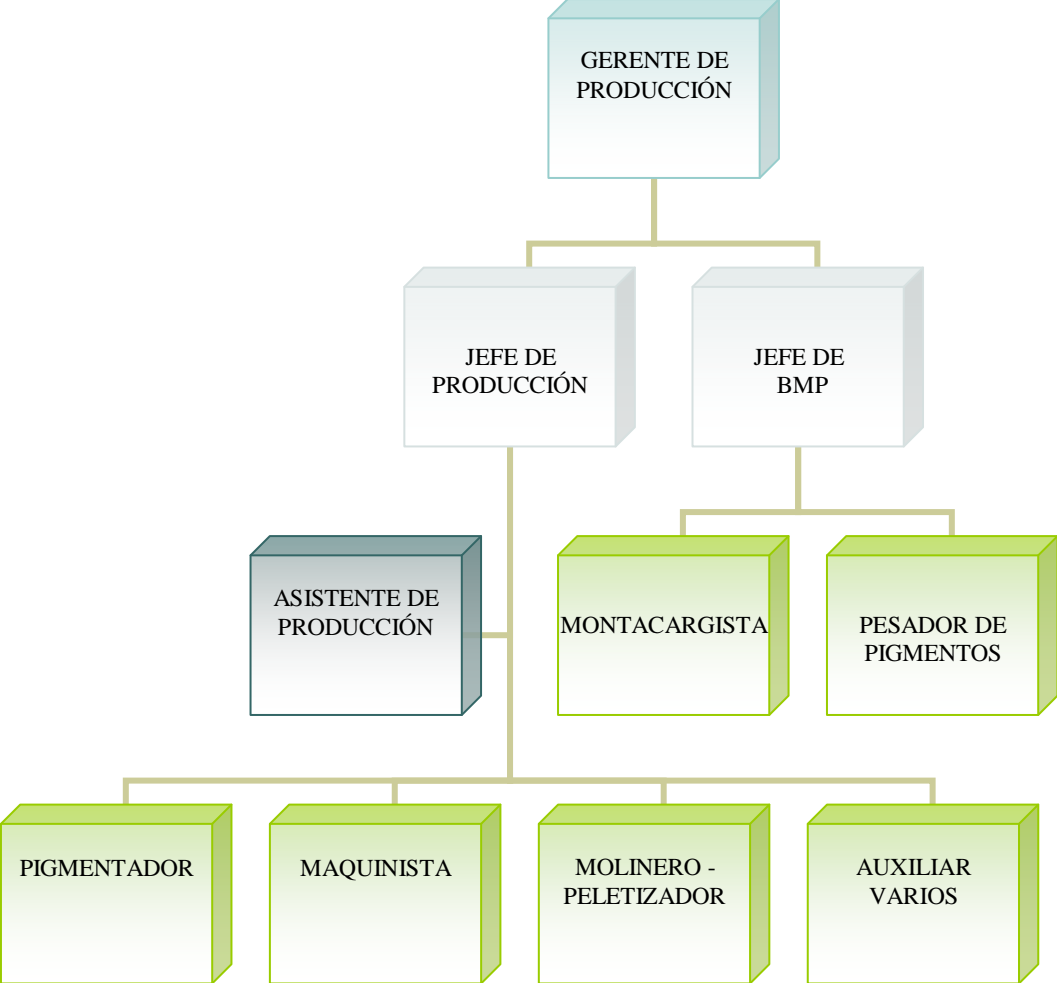 GERENTE DE
PRODUCCIÓN
JEFE DE
PRODUCCIÓN
JEFE DE
BMP
ASISTENTE DE
PRODUCCIÓN
MONTACARGISTA
PESADOR DE
PIGMENTOS
PIGMENTADOR
MAQUINISTA
MOLINERO -
PELETIZADOR
AUXILIAR
VARIOS